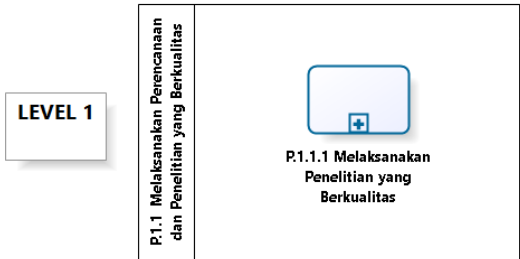 LEVEL 1
P.1.1 Melaksanakan Perencanaan
dan Penelitian yang Berkualitas
P.1.1.1 Melaksanakan
Penelitian yang
Berkualitas